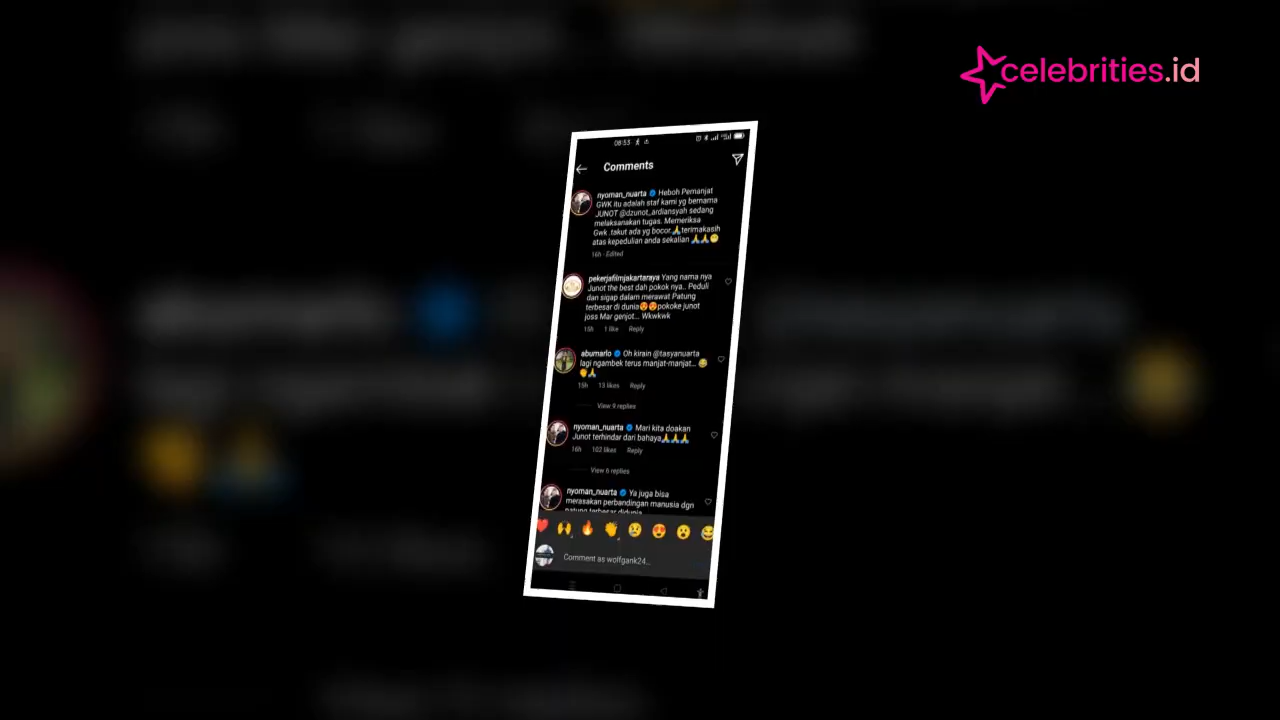 celebrities.id
08:53
Comments
nyoman_nuarta Heboh Pemanjat
GWK itu adalah staf kami yg bernama
JUNOT @dzunot_ardiansyah sedang
melaksanakan tugas. Memeriksa
Gwk .takut ada yg bocor.🙏terimakasih
atas kepedulian anda sekalian 🙏🙏😁
16h · Edited
pekerjafilmjakartaraya Yang nama nya
Junot the best dah pokok nya.. Peduli
dan sigap dalam merawat Patung
terbesar di dunia😍😍pokoke junot
joss Mar genjot... Wkwkwk
15h 1 like Reply
abumarlo Oh kirain @tasyanuarta
lagi ngambek terus manjat-manjat... 😂
👏🙏
15h 13 likes Reply
View 9 replies
nyoman_nuarta Mari kita doakan
Junot terhindar dari bahaya🙏🙏🙏
16h 102 likes Reply
View 6 replies
nyoman_nuarta Ya juga bisa
merasakan perbandingan manusia dgn
patung terbesar didunia
❤️🙌🔥👏😢😍😮😂
Comment as wolfgank24...